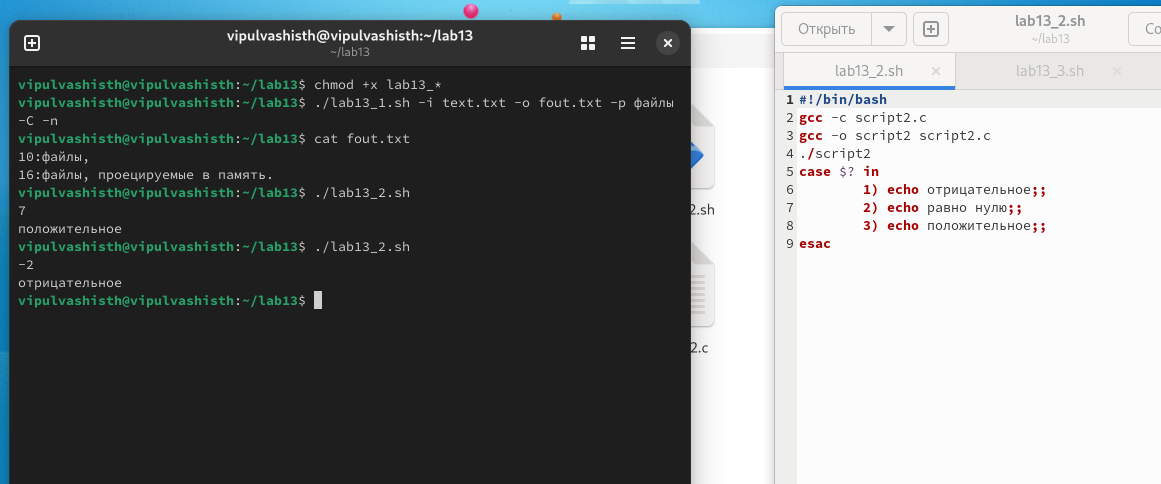 vipulvashisth@vipulvashisth:~/lab13
~/lab13
vipulvashisth@vipulvashisth:~/lab13$ chmod +x lab13_*
vipulvashisth@vipulvashisth:~/lab13$ ./lab13_1.sh -i text.txt -o fout.txt -p файлы
-C -n
vipulvashisth@vipulvashisth:~/lab13$ cat fout.txt
10:файлы,
16:файлы, проецируемые в память.
vipulvashisth@vipulvashisth:~/lab13$ ./lab13_2.sh
7
положительное
vipulvashisth@vipulvashisth:~/lab13$ ./lab13_2.sh
-2
отрицательное
vipulvashisth@vipulvashisth:~/lab13$
2.sh
2.c
Открыть
lab13_2.sh
~/lab13
Со
lab13_2.sh ×
lab13_3.sh ×
1 #!/bin/bash
2 gcc -c script2.c
3 gcc -o script2 script2.c
4 ./script2
5 case $? in
6 1) echo отрицательное;;
7 2) echo равно нулю;;
8 3) echo положительное;;
9 esac